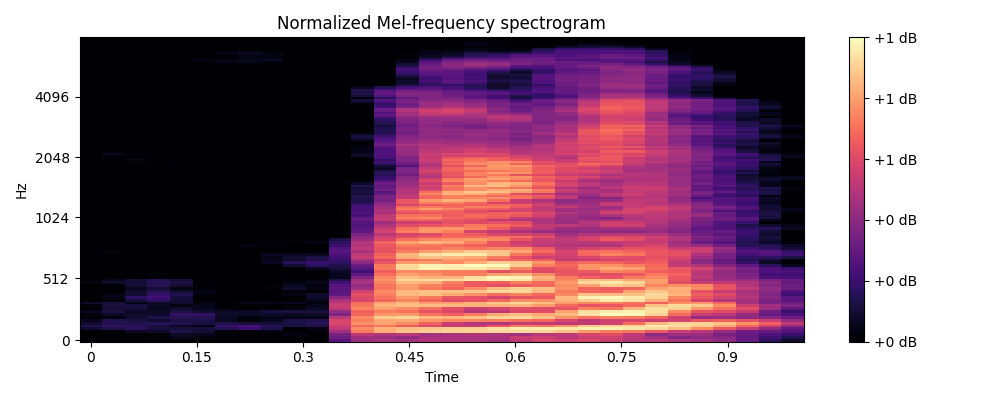 Normalized Mel-frequency spectrogram
Hz
4096
2048
1024
512
0
0
0.15
0.3
0.45
0.6
0.75
0.9
Time
+1 dB
+1 dB
+1 dB
+0 dB
+0 dB
+0 dB